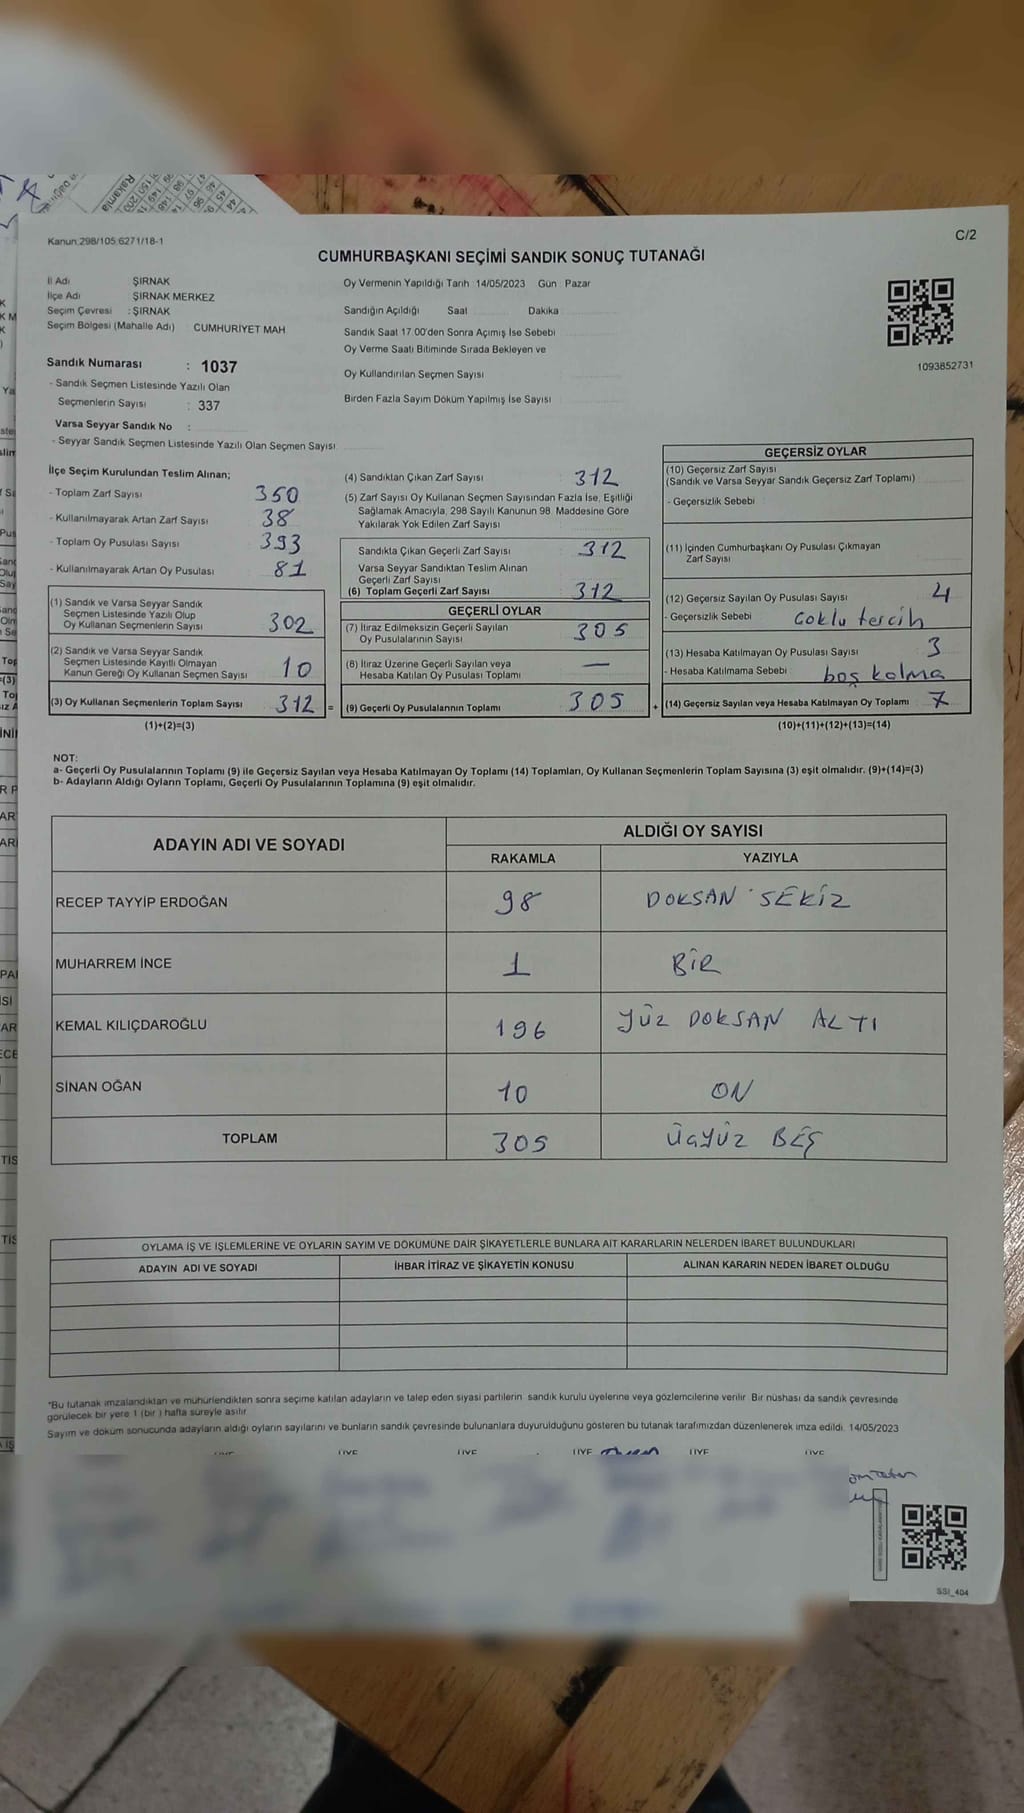 Kanun:298/105,6271/18-1
C/2
CUMHURBAŞKANI SEÇİMİ SANDIK SONUÇ TUTANAĞI
İl Adı ŞIRNAK
İlçe Adı ŞIRNAK MERKEZ
Seçim Çevresi : ŞIRNAK
Seçim Bölgesi (Mahalle Adı) CUMHURİYET MAH
Sandık Numarası : 1037
- Sandık Seçmen Listesinde Yazılı Olan
Seçmenlerin Sayısı : 337
Varsa Seyyar Sandık No :
- Seyyar Sandık Seçmen Listesinde Yazılı Olan Seçmen Sayısı
Oy Vermenin Yapıldığı Tarih 14/05/2023 Gün Pazar
Sandığın Açıldığı Saat Dakika
Sandık Saat 17.00'den Sonra Açımış İse Sebebi
Oy Verme Saati Bitiminde Sırada Bekleyen ve
Oy Kullandırılan Seçmen Sayısı
Birden Fazla Sayım Döküm Yapılmış İse Sayısı
1093852731
İlçe Seçim Kurulundan Teslim Alınan;
- Toplam Zarf Sayısı 350
- Kullanılmayarak Artan Zarf Sayısı 38
- Toplam Oy Pusulası Sayısı 393
- Kullanılmayarak Artan Oy Pusulası 81
(1) Sandık ve Varsa Seyyar Sandık
Seçmen Listesinde Yazılı Olup
Oy Kullanan Seçmenlerin Sayısı 302
(2) Sandık ve Varsa Seyyar Sandık
Seçmen Listesinde Kayıtlı Olmayan
Kanun Gereği Oy Kullanan Seçmen Sayısı 10
(3) Oy Kullanan Seçmenlerin Toplam Sayısı 312 =
(1)+(2)=(3)
(4) Sandıktan Çıkan Zarf Sayısı : 312
(5) Zarf Sayısı Oy Kullanan Seçmen Sayısından Fazla İse, Eşitliği
Sağlamak Amacıyla, 298 Sayılı Kanunun 98. Maddesine Göre
Yakılarak Yok Edilen Zarf Sayısı
Sandıkta Çıkan Geçerli Zarf Sayısı : 312
Varsa Seyyar Sandıktan Teslim Alınan
Geçerli Zarf Sayısı
(6) Toplam Geçerli Zarf Sayısı : 312
GEÇERLİ OYLAR
(7) İtiraz Edilmeksizin Geçerli Sayılan
Oy Pusulalarının Sayısı : 305
(8) İtiraz Üzerine Geçerli Sayılan veya
Hesaba Katılan Oy Pusulası Toplamı —
(9) Geçerli Oy Pusulalarının Toplamı : 305 +
GEÇERSİZ OYLAR
(10) Geçersiz Zarf Sayısı
(Sandık ve Varsa Seyyar Sandık Geçersiz Zarf Toplamı)
- Geçersizlik Sebebi
(11) İçinden Cumhurbaşkanı Oy Pusulası Çıkmayan
Zarf Sayısı
(12) Geçersiz Sayılan Oy Pusulası Sayısı : 4
- Geçersizlik Sebebi Coklu tercih
(13) Hesaba Katılmayan Oy Pusulası Sayısı : 3
- Hesaba Katılmama Sebebi boş kalma
(14) Geçersiz Sayılan veya Hesaba Katılmayan Oy Toplamı : 7
(10)+(11)+(12)+(13)=(14)
NOT:
a- Geçerli Oy Pusulalarının Toplamı (9) ile Geçersiz Sayılan veya Hesaba Katılmayan Oy Toplamı (14) Toplamları, Oy Kullanan Seçmenlerin Toplam Sayısına (3) eşit olmalıdır. (9)+(14)=(3)
b- Adayların Aldığı Oyların Toplamı, Geçerli Oy Pusulalarının Toplamına (9) eşit olmalıdır.
ADAYIN ADI VE SOYADI
ALDIĞI OY SAYISI
RAKAMLA YAZIYLA
RECEP TAYYİP ERDOĞAN 98 DOKSAN SEKİZ
MUHARREM İNCE 1 BİR
KEMAL KILIÇDAROĞLU 196 YÜZ DOKSAN ALTI
SİNAN OĞAN 10 ON
TOPLAM 305 ÜÇYÜZ BEŞ
OYLAMA İŞ VE İŞLEMLERİNE VE OYLARIN SAYIM VE DÖKÜMÜNE DAİR ŞİKAYETLERLE BUNLARA AİT KARARLARIN NELERDEN İBARET BULUNDUKLARI
ADAYIN ADI VE SOYADI İHBAR İTİRAZ VE ŞİKAYETİN KONUSU ALINAN KARARIN NEDEN İBARET OLDUĞU
*Bu tutanak imzalandıktan ve mühürlendikten sonra seçime katılan adayların ve talep eden siyasi partilerin sandık kurulu üyelerine veya gözlemcilerine verilir. Bir nüshası da sandık çevresinde
görülecek bir yere 1 (bir) hafta süreyle asılır.
Sayım ve döküm sonucunda adayların aldığı oyların sayılarını ve bunların sandık çevresinde bulunanlara duyurulduğunu gösteren bu tutanak tarafımızdan düzenlenerek imza edildi. 14/05/2023
SSİ_404